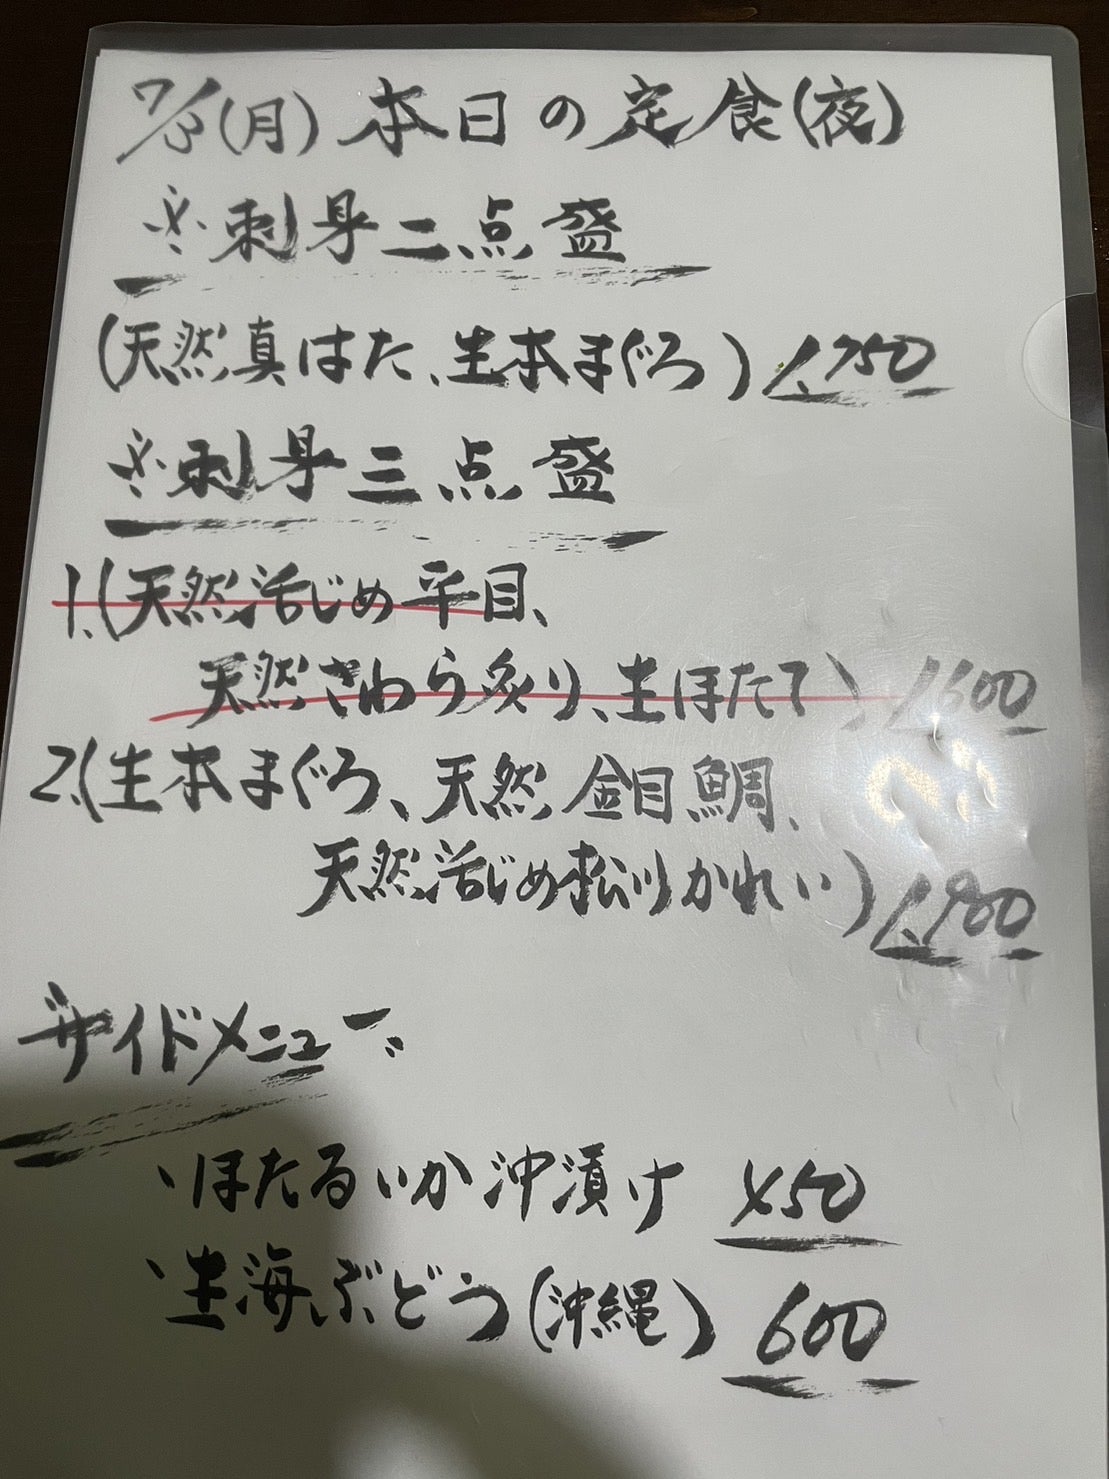 7/3(月) 本日の定食(夜)
※刺身二点盛
(天然真はた、生本まぐろ) 1,750
※刺身三点盛
1、(天然活じめ平目、
天然さわら炙り、生ほたて) 1,600
2、(生本まぐろ、天然金目鯛、
天然活じめ松川かれい) 1,900
サイドメニュー
・ほたるいか沖漬け 450
・生海ぶどう(沖縄) 600